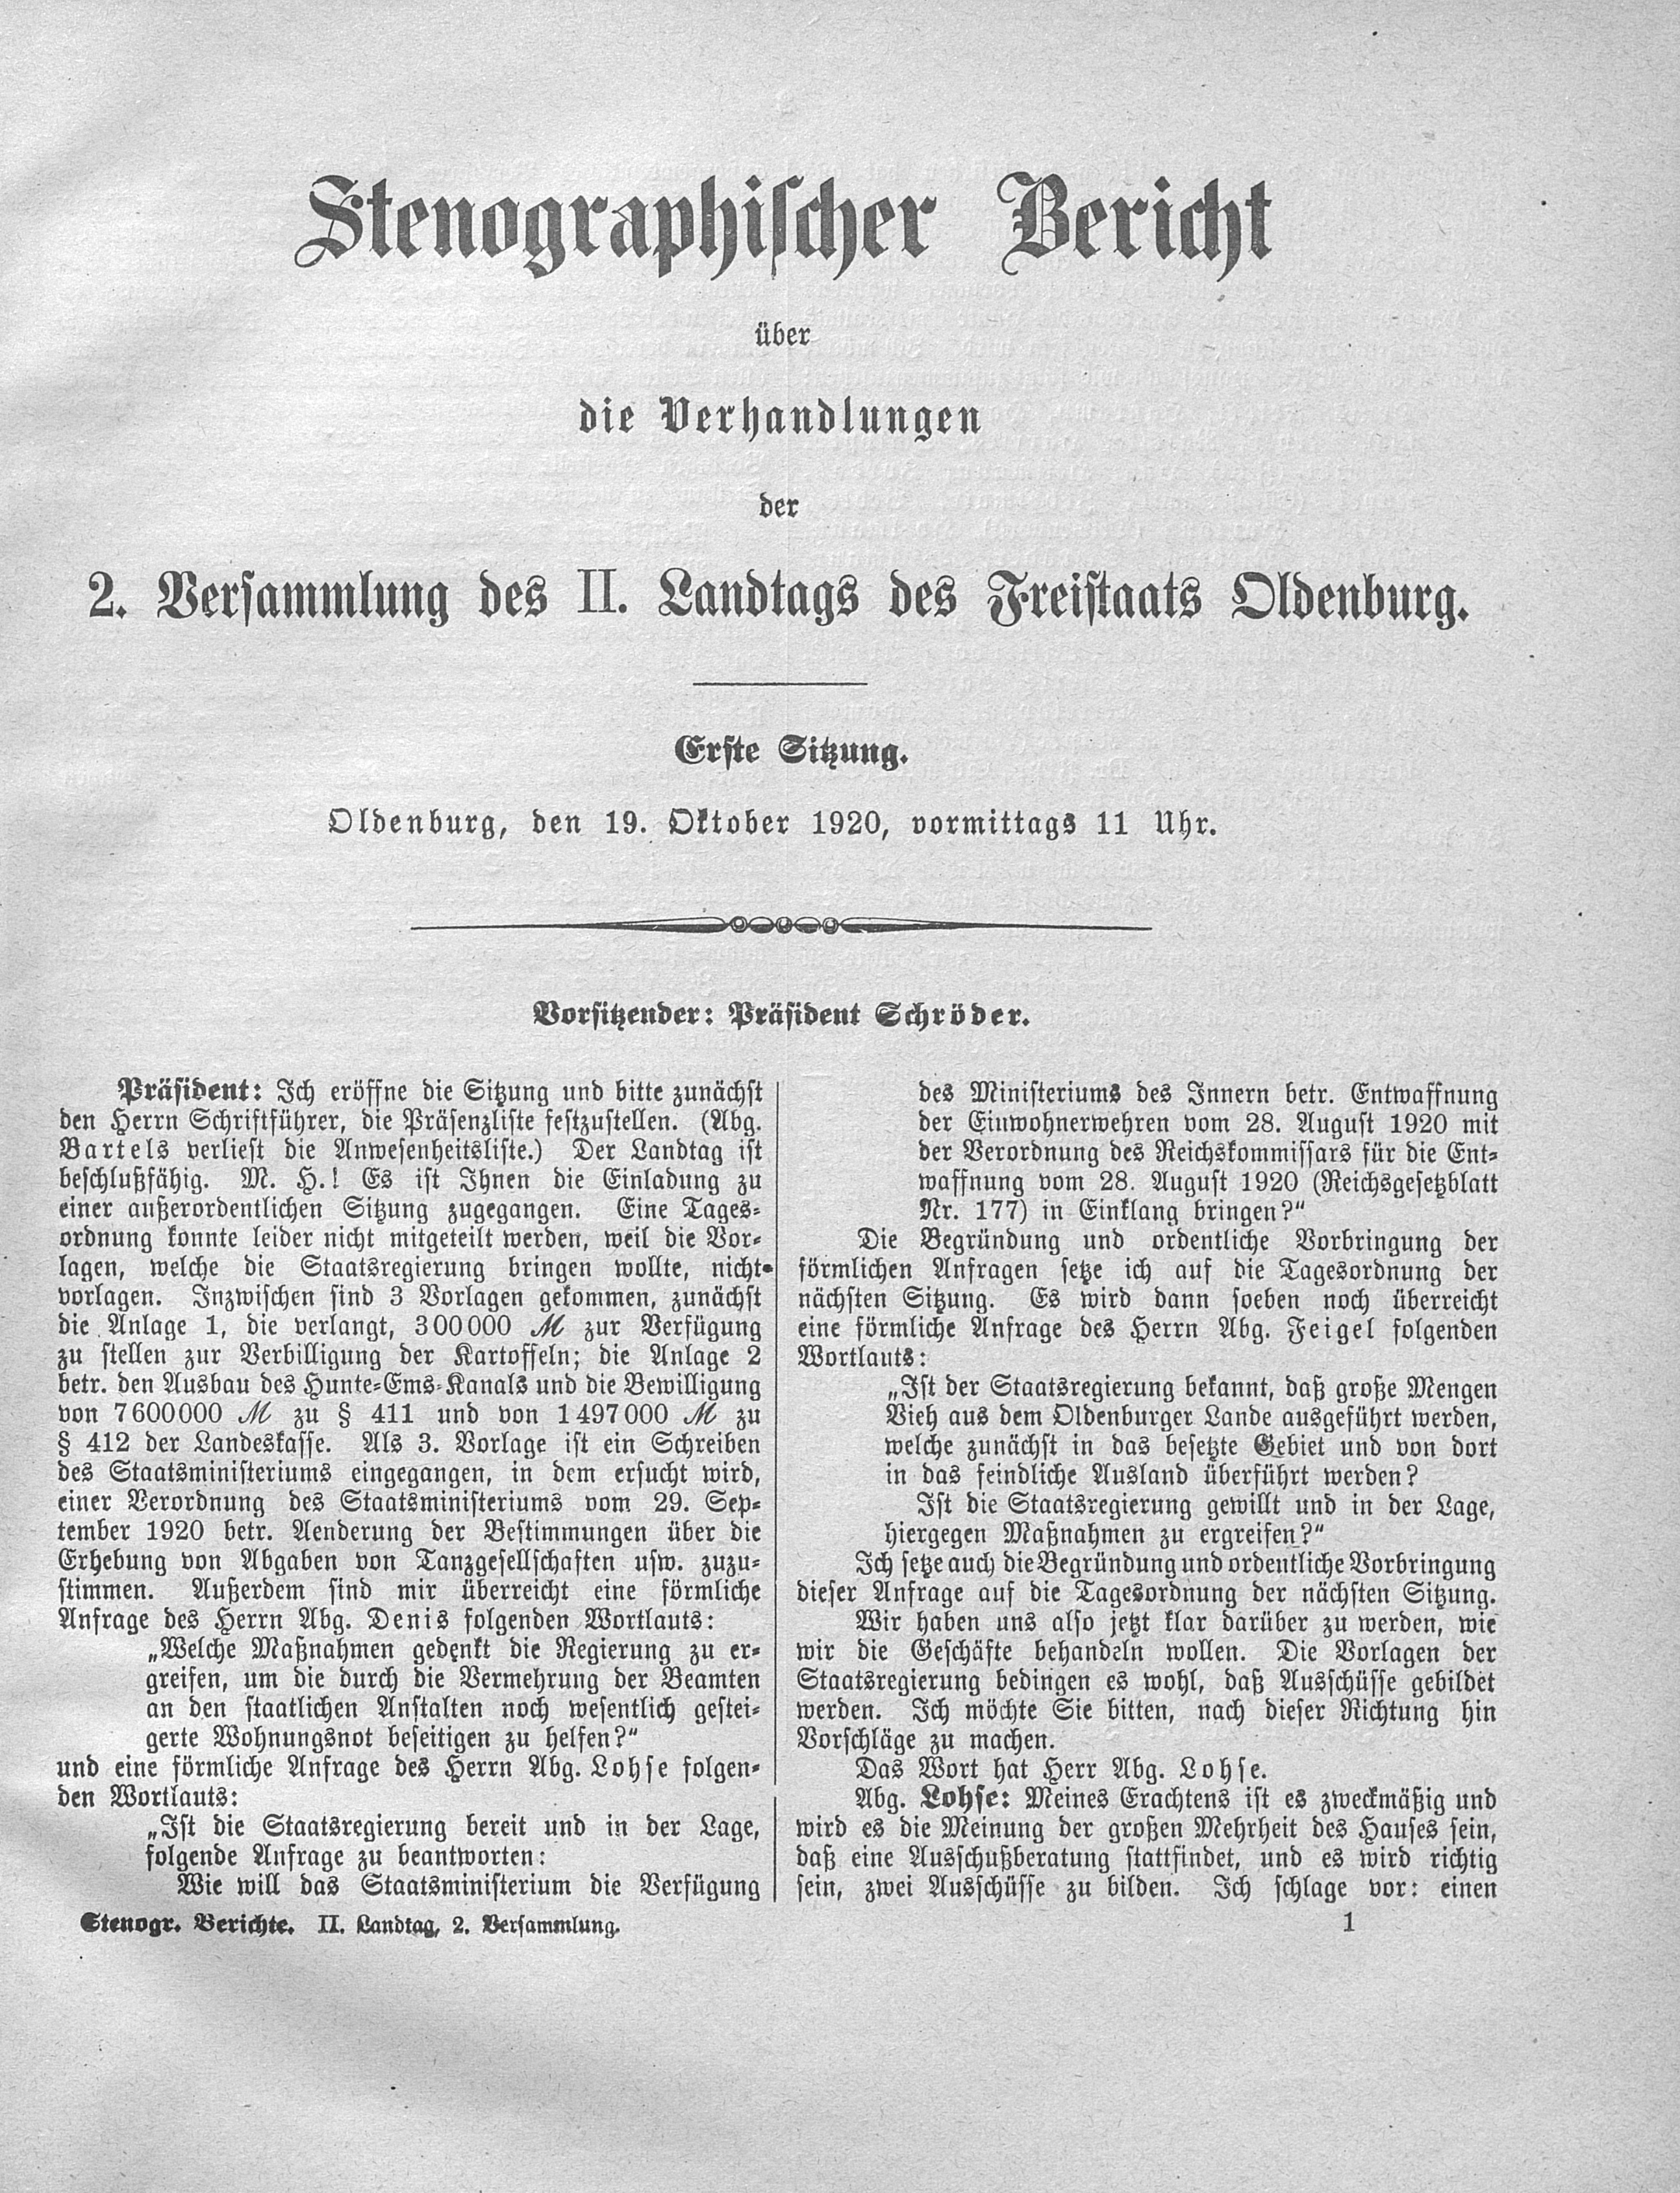 Stenographischer Bericht
über
die Verhandlungen
der
2. Versammlung des II. Landtags des Freistaats Oldenburg.
Erste Sitzung.
Oldenburg, den 19. Oktober 1920, vormittags 11 Uhr.
Vorsitzender: Präsident Schröder.
Präsident: Ich eröffne die Sitzung und bitte zunächst
den Herrn Schriftführer, die Präsenzliste festzustellen. (Abg.
Bartels verliest die Anwesenheitsliste.) Der Landtag ist
beschlußfähig. M. H.! Es ist Ihnen die Einladung zu
einer außerordentlichen Sitzung zugegangen. Eine Tages-
ordnung konnte leider nicht mitgeteilt werden, weil die Vor-
lagen, welche die Staatsregierung bringen wollte, nicht
vorlagen. Inzwischen sind 3 Vorlagen gekommen, zunächst
die Anlage 1, die verlangt, 300000 ℳ zur Verfügung
zu stellen zur Verbilligung der Kartoffeln; die Anlage 2
betr. den Ausbau des Hunte-Ems-Kanals und die Bewilligung
von 7600000 ℳ zu § 411 und von 1497000 ℳ zu
§ 412 der Landeskasse. Als 3. Vorlage ist ein Schreiben
des Staatsministeriums eingegangen, in dem ersucht wird,
einer Verordnung des Staatsministeriums vom 29. Sep-
tember 1920 betr. Aenderung der Bestimmungen über die
Erhebung von Abgaben von Tanzgesellschaften usw. zuzu-
stimmen. Außerdem sind mir überreicht eine förmliche
Anfrage des Herrn Abg. Denis folgenden Wortlauts:
„Welche Maßnahmen gedenkt die Regierung zu er-
greifen, um die durch die Vermehrung der Beamten
an den staatlichen Anstalten noch wesentlich gestei-
gerte Wohnungsnot beseitigen zu helfen?“
und eine förmliche Anfrage des Herrn Abg. Lohse folgen-
den Wortlauts:
„Ist die Staatsregierung bereit und in der Lage,
folgende Anfrage zu beantworten:
Wie will das Staatsministerium die Verfügung
des Ministeriums des Innern betr. Entwaffnung
der Einwohnerwehren vom 28. August 1920 mit
der Verordnung des Reichskommissars für die Ent-
waffnung vom 28. August 1920 (Reichsgesetzblatt
Nr. 177) in Einklang bringen?“
Die Begründung und ordentliche Vorbringung der
förmlichen Anfragen setze ich auf die Tagesordnung der
nächsten Sitzung. Es wird dann soeben noch überreicht
eine förmliche Anfrage des Herrn Abg. Feigel folgenden
Wortlauts:
„Ist der Staatsregierung bekannt, daß große Mengen
Vieh aus dem Oldenburger Lande ausgeführt werden,
welche zunächst in das besetzte Gebiet und von dort
in das feindliche Ausland überführt werden?
Ist die Staatsregierung gewillt und in der Lage,
hiergegen Maßnahmen zu ergreifen?“
Ich setze auch die Begründung und ordentliche Vorbringung
dieser Anfrage auf die Tagesordnung der nächsten Sitzung.
Wir haben uns also jetzt klar darüber zu werden, wie
wir die Geschäfte behandeln wollen. Die Vorlagen der
Staatsregierung bedingen es wohl, daß Ausschüsse gebildet
werden. Ich möchte Sie bitten, nach dieser Richtung hin
Vorschläge zu machen.
Das Wort hat Herr Abg. Lohse.
Abg. Lohse: Meines Erachtens ist es zweckmäßig und
wird es die Meinung der großen Mehrheit des Hauses sein,
daß eine Ausschußberatung stattfindet, und es wird richtig
sein, zwei Ausschüsse zu bilden. Ich schlage vor: einen
Stenogr. Berichte. II. Landtag, 2. Versammlung.
1